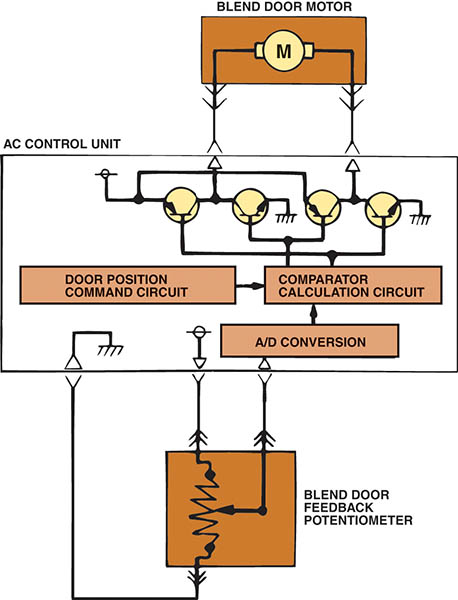 BLEND DOOR MOTOR
M
AC CONTROL UNIT
DOOR POSITION
COMMAND CIRCUIT
COMPARATOR
CALCULATION CIRCUIT
A/D CONVERSION
BLEND DOOR
FEEDBACK
POTENTIOMETER